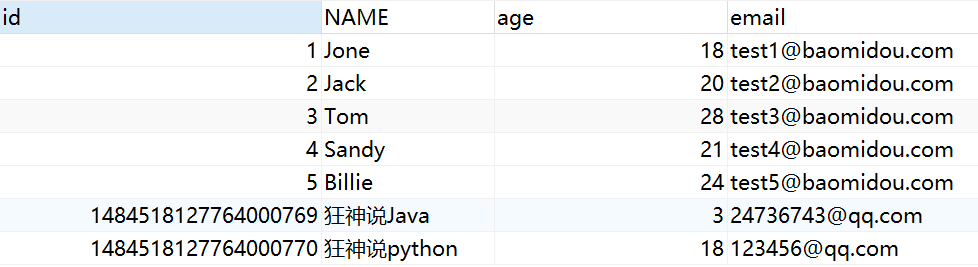 id NAME age email
1 Jone 18 test1@baomidou.com
2 Jack 20 test2@baomidou.com
3 Tom 28 test3@baomidou.com
4 Sandy 21 test4@baomidou.com
5 Billie 24 test5@baomidou.com
1484518127764000769 狂神说Java 3 24736743@qq.com
1484518127764000770 狂神说python 18 123456@qq.com